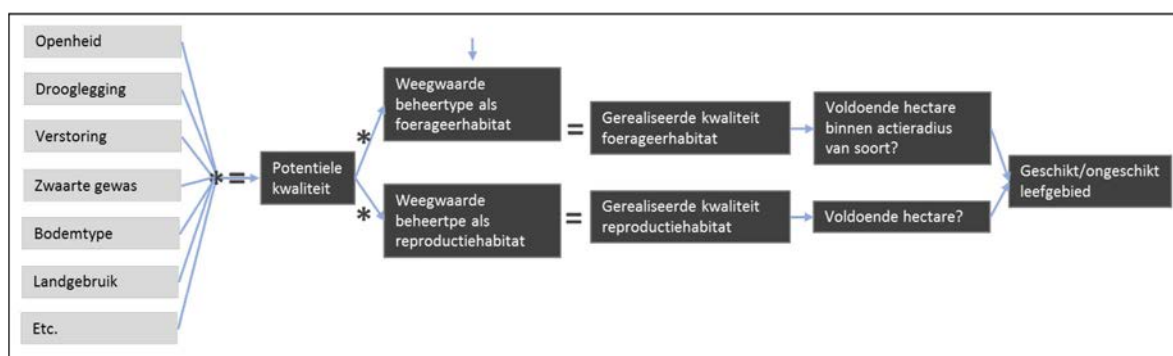 Openheid
Drooglegging
Verstoring
Zwaarte gewas
Bodemtype
Landgebruik
Etc.
* =
Potentiele
kwaliteit
*
*
Weegwaarde
beheertype als
foerageerhabitat
=
Gerealiseerde kwaliteit
foerageerhabitat
Voldoende hectare
binnen actieradius
van soort?
Weegwaarde
beheertpe als
reproductiehabitat
=
Gerealiseerde kwaliteit
reproductiehabitat
Voldoende hectare?
Geschikt/ongeschikt
leefgebied